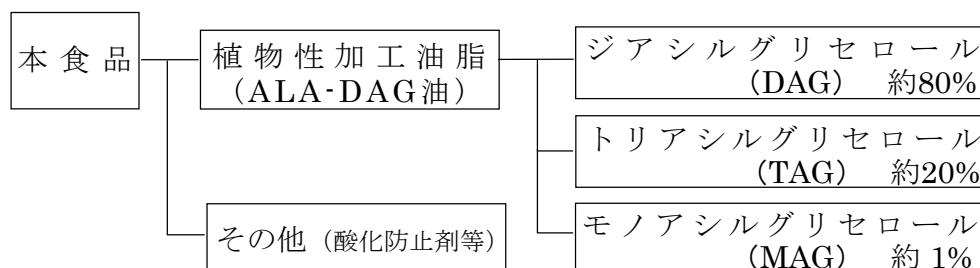 本食品
植物性加工油脂
(ALA-DAG油)
その他（酸化防止剤等）
ジアシルグリセロール
(DAG) 約80%
トリアシルグリセロール
(TAG) 約20%
モノアシルグリセロール
(MAG) 約 1%